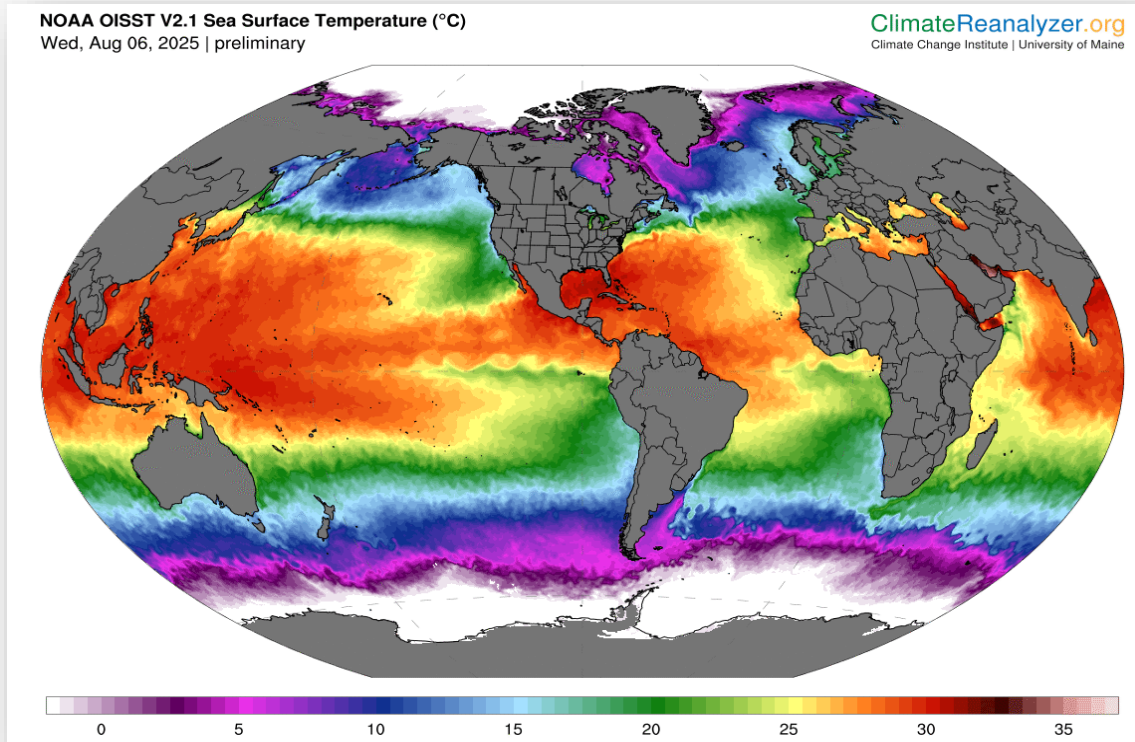 NOAA OISST V2.1 Sea Surface Temperature (°C)
Wed, Aug 06, 2025 | preliminary
ClimateReanalyzer.org
Climate Change Institute | University of Maine
0 5 10 15 20 25 30 35